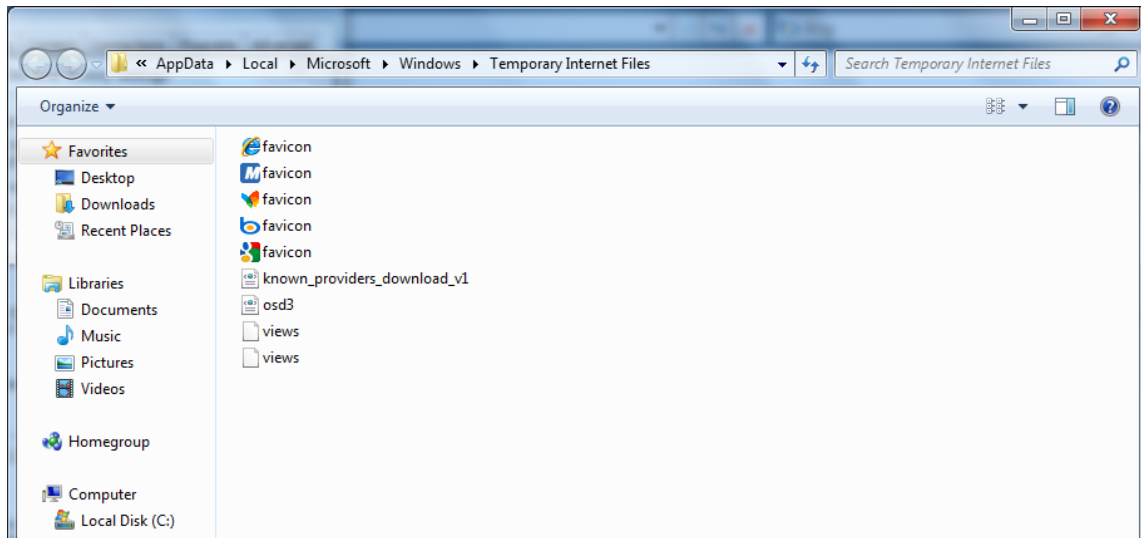 « AppData ▸ Local ▸ Microsoft ▸ Windows ▸ Temporary Internet Files
Search Temporary Internet Files
Organize
Favorites
Desktop
Downloads
Recent Places
Libraries
Documents
Music
Pictures
Videos
Homegroup
Computer
Local Disk (C:)
favicon
favicon
favicon
favicon
favicon
known_providers_download_v1
osd3
views
views